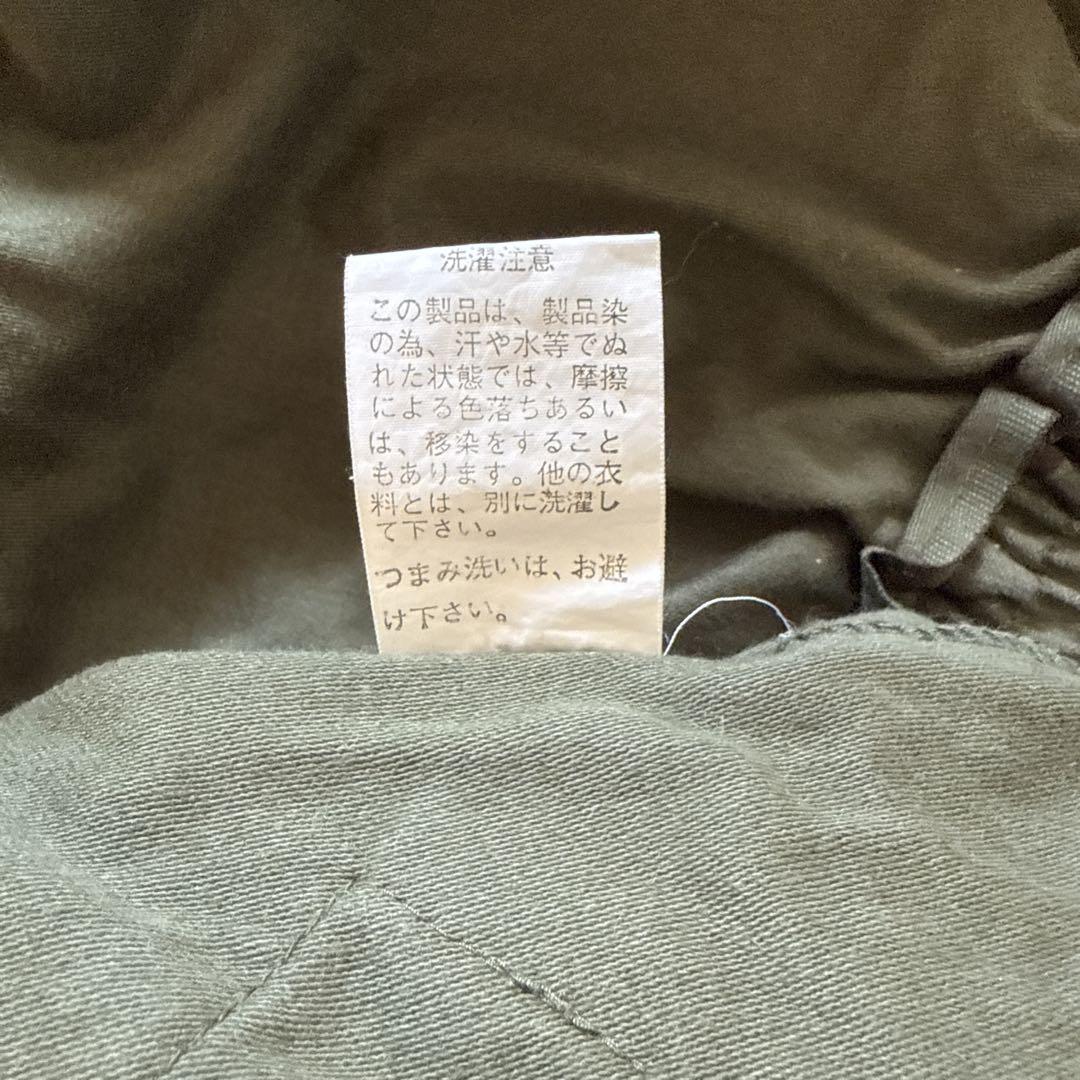 洗濯注意
この製品は、製品染
の為、汗や水等でぬ
れた状態では、摩擦
による色落ちあるい
は、移染をすること
もあります。他の衣
料とは、別に洗濯し
て下さい。
つまみ洗いは、お避
け下さい。